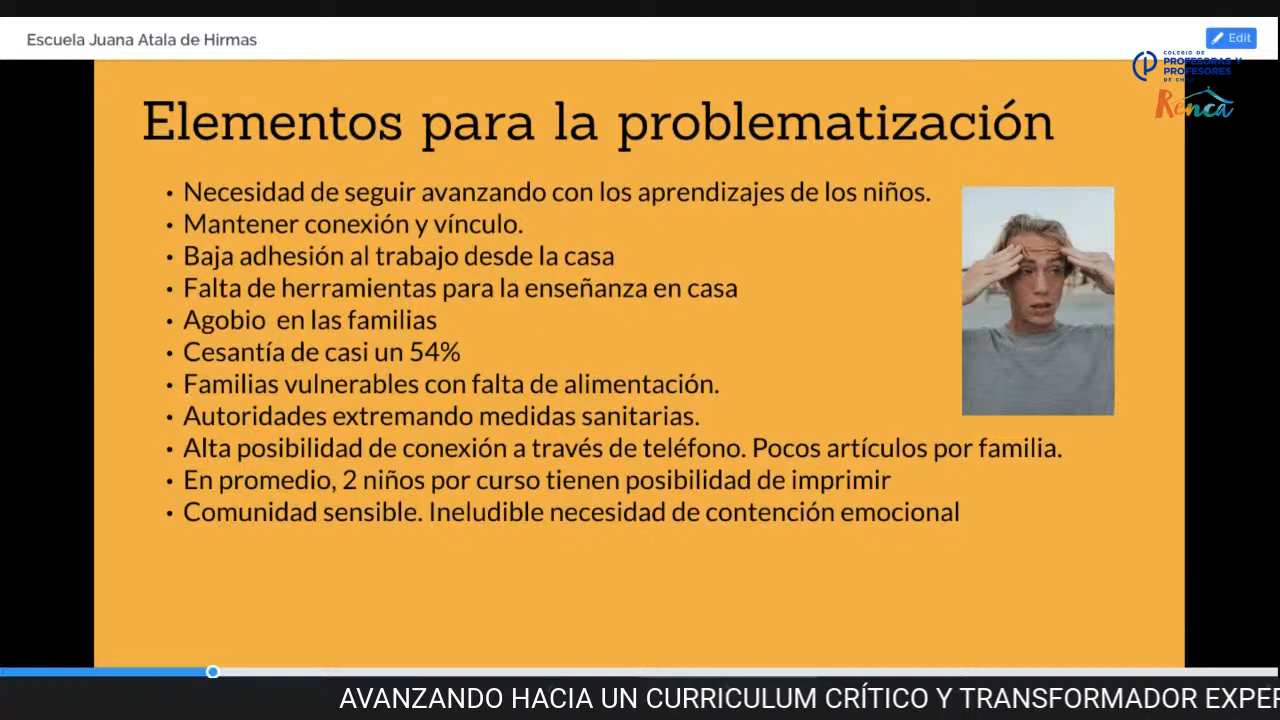 Escuela Juana Atala de Hirmas
Edit
COLEGIO DE
PROFESORAS Y
PROFESORES
DE CHILE
Renca
Elementos para la problematización
• Necesidad de seguir avanzando con los aprendizajes de los niños.
• Mantener conexión y vínculo.
• Baja adhesión al trabajo desde la casa
• Falta de herramientas para la enseñanza en casa
• Agobio en las familias
• Cesantía de casi un 54%
• Familias vulnerables con falta de alimentación.
• Autoridades extremando medidas sanitarias.
• Alta posibilidad de conexión a través de teléfono. Pocos artículos por familia.
• En promedio, 2 niños por curso tienen posibilidad de imprimir
• Comunidad sensible. Ineludible necesidad de contención emocional
AVANZANDO HACIA UN CURRICULUM CRÍTICO Y TRANSFORMADOR EXPER